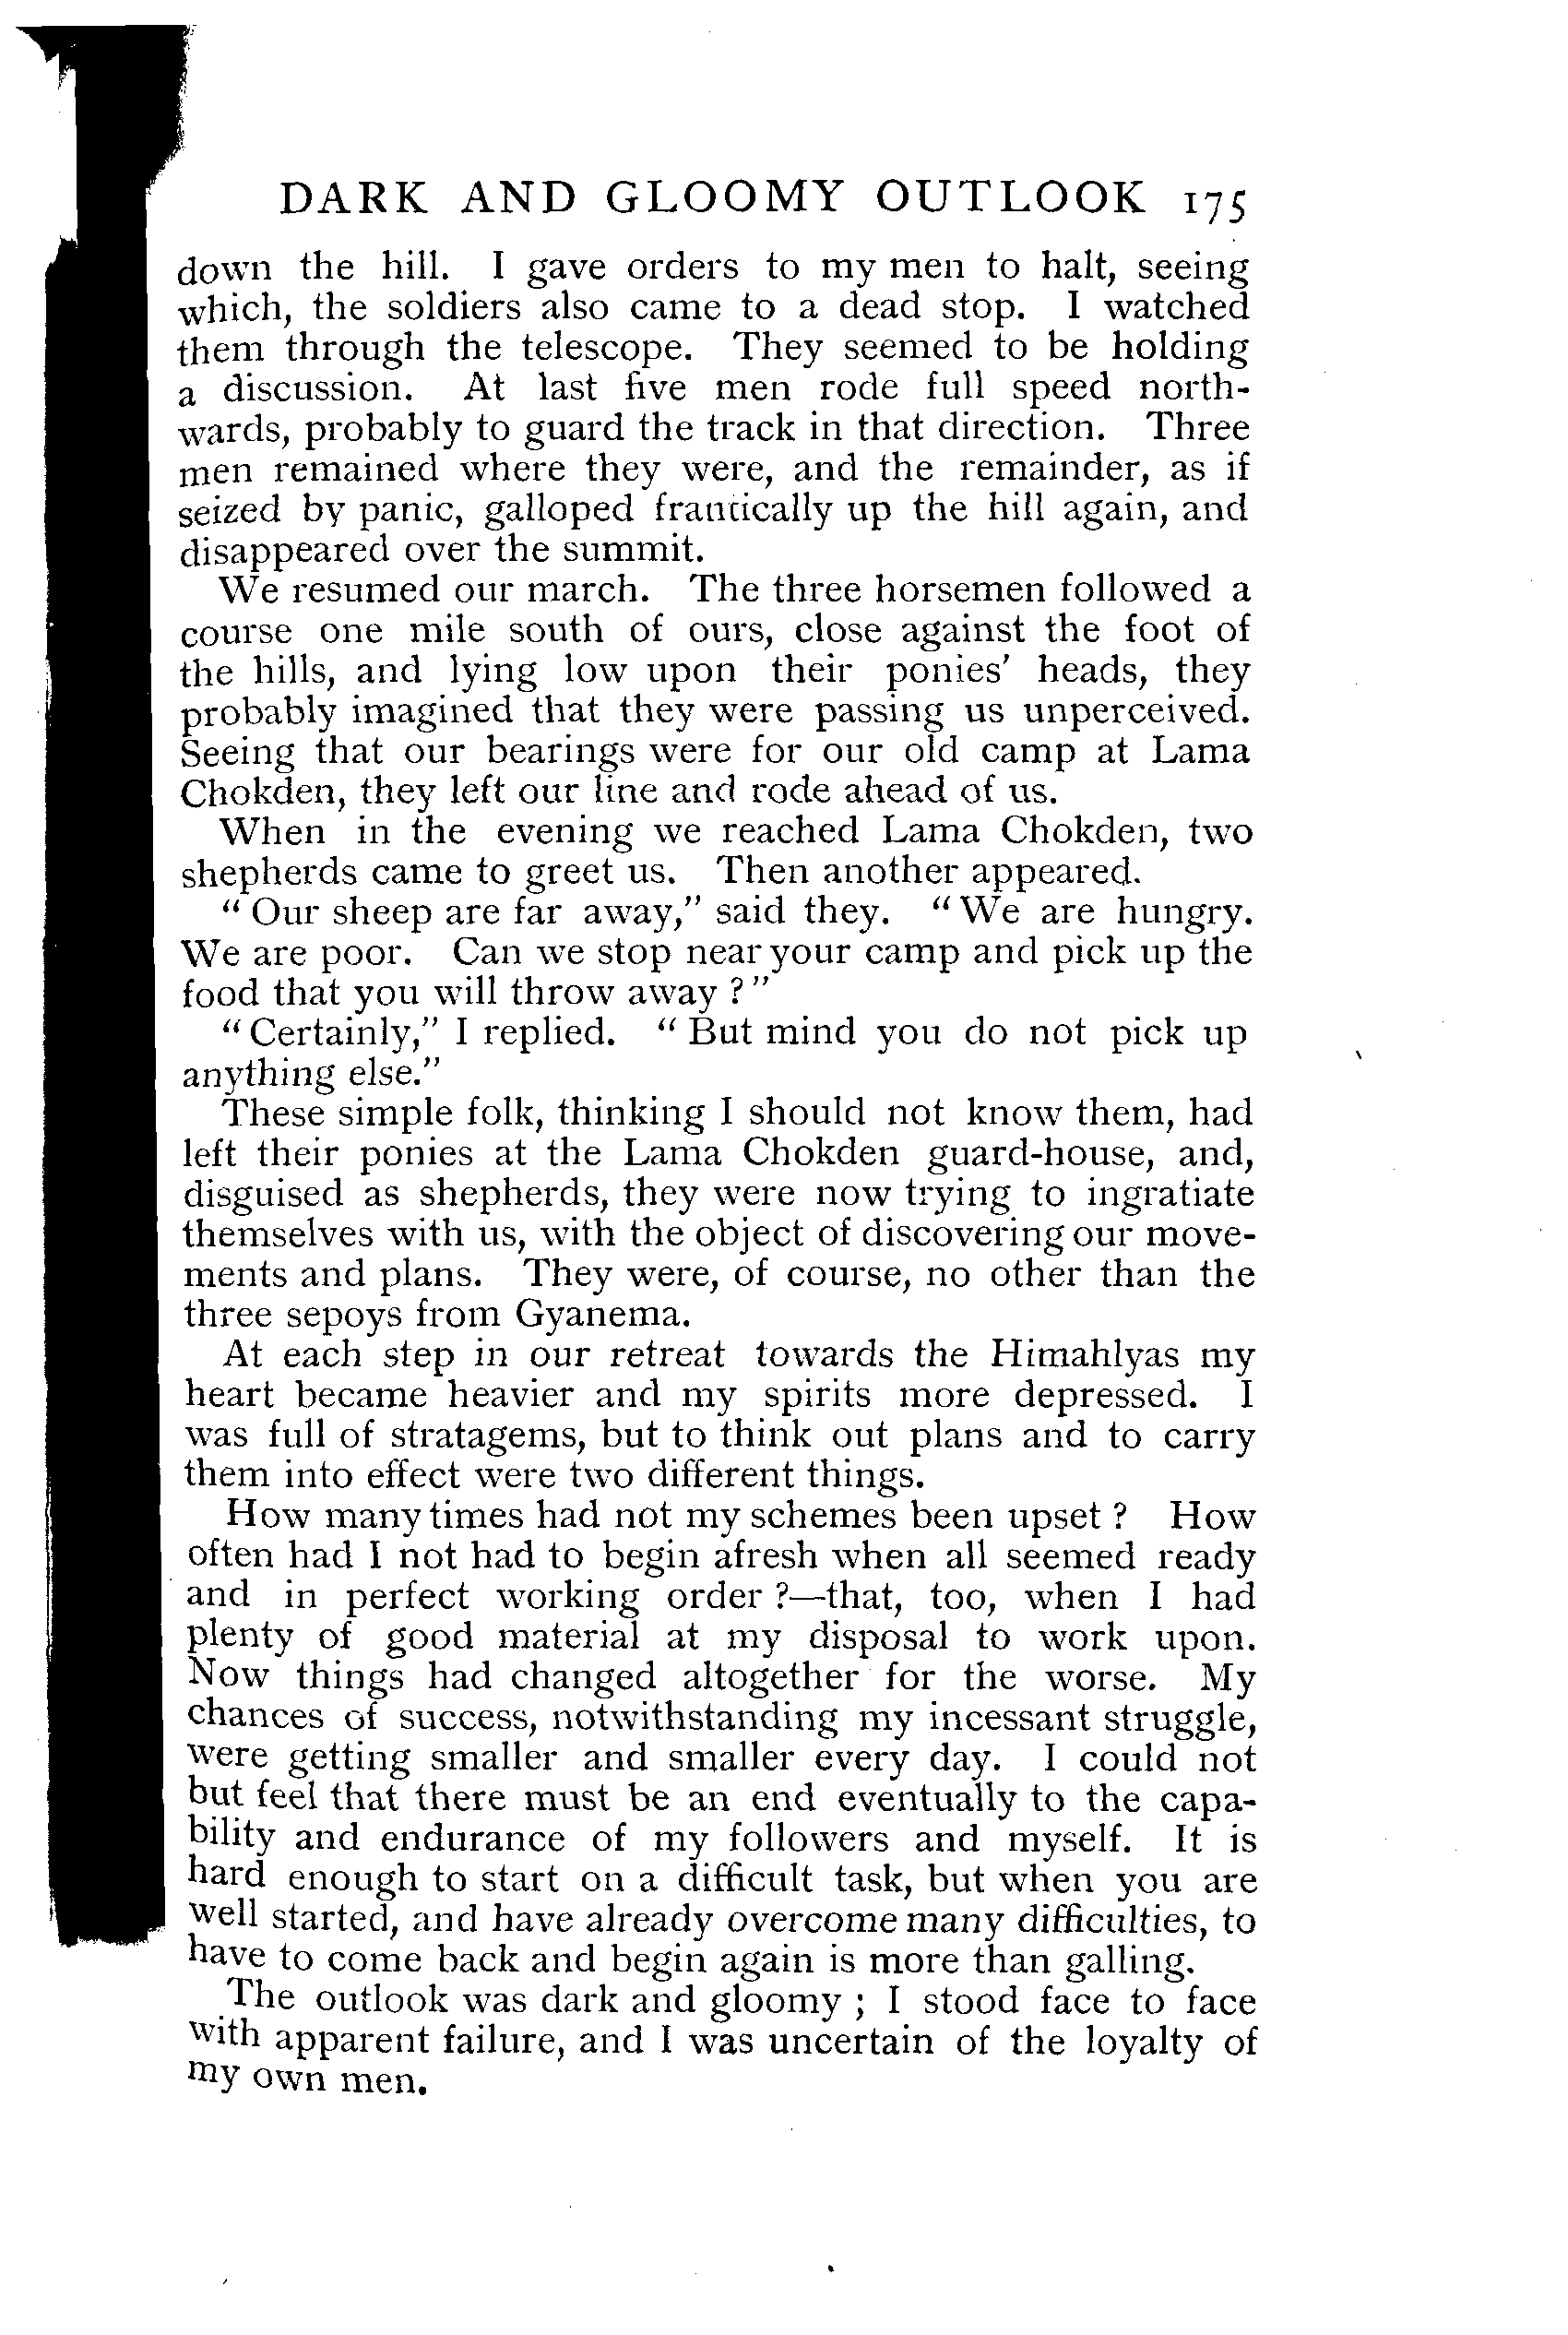 DARK AND GLOOMY OUTLOOK 175
down the hill. I gave orders to my men to halt, seeing
which, the soldiers also came to a dead stop. I watched
them through the telescope. They seemed to be holding
a discussion. At last five men rode full speed north-
wards, probably to guard the track in that direction. Three
men remained where they were, and the remainder, as if
seized by panic, galloped frantically up the hill again, and
disappeared over the summit.
We resumed our march. The three horsemen followed a
course one mile south of ours, close against the foot of
the hills, and lying low upon their ponies' heads, they
probably imagined that they were passing us unperceived.
Seeing that our bearings were for our old camp at Lama
Chokden, they left our line and rode ahead of us.
When in the evening we reached Lama Chokden, two
shepherds came to greet us. Then another appeared.
"Our sheep are far away," said they. "We are hungry.
We are poor. Can we stop near your camp and pick up the
food that you will throw away ?"
"Certainly," I replied. "But mind you do not pick up
anything else."
These simple folk, thinking I should not know them, had
left their ponies at the Lama Chokden guard-house, and,
disguised as shepherds, they were now trying to ingratiate
themselves with us, with the object of discovering our move-
ments and plans. They were, of course, no other than the
three sepoys from Gyanema.
At each step in our retreat towards the Himahlyas my
heart became heavier and my spirits more depressed. I
was full of stratagems, but to think out plans and to carry
them into effect were two different things.
How many times had not my schemes been upset ? How
often had I not had to begin afresh when all seemed ready
and in perfect working order ?—that, too, when I had
plenty of good material at my disposal to work upon.
Now things had changed altogether for the worse. My
chances of success, notwithstanding my incessant struggle,
were getting smaller and smaller every day. I could not
but feel that there must be an end eventually to the capa-
bility and endurance of my followers and myself. It is
hard enough to start on a difficult task, but when you are
well started, and have already overcome many difficulties, to
have to come back and begin again is more than galling.
The outlook was dark and gloomy ; I stood face to face
with apparent failure, and I was uncertain of the loyalty of
my own men.